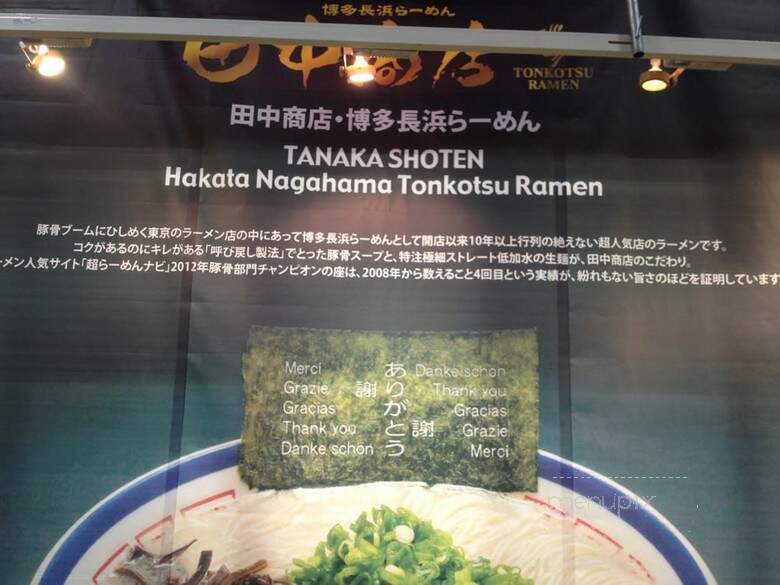 博多長浜らーめん
田中商店
TONKOTSU
RAMEN
田中商店・博多長浜らーめん
TANAKA SHOTEN
Hakata Nagahama Tonkotsu Ramen
豚骨ブームにひしめく東京のラーメン店の中にあって博多長浜らーめんとして開店以来10年以上行列の絶えない超人気店のラーメンです。
コクがあるのにキレがある「呼び戻し製法」でとった豚骨スープと、特注極細ストレート低加水の生麺が、田中商店のこだわり。
ーメン人気サイト「超らーめんナビ」2012年豚骨部門チャンピオンの座は、2008年から数えること4回目という実績が、紛れもない旨さのほどを証明しています
Merci
Grazie
Gracias
Thank you
Danke schön
謝
ありがとう
謝
Danke schön
Thank you
Gracias
Grazie
Merci
menupix